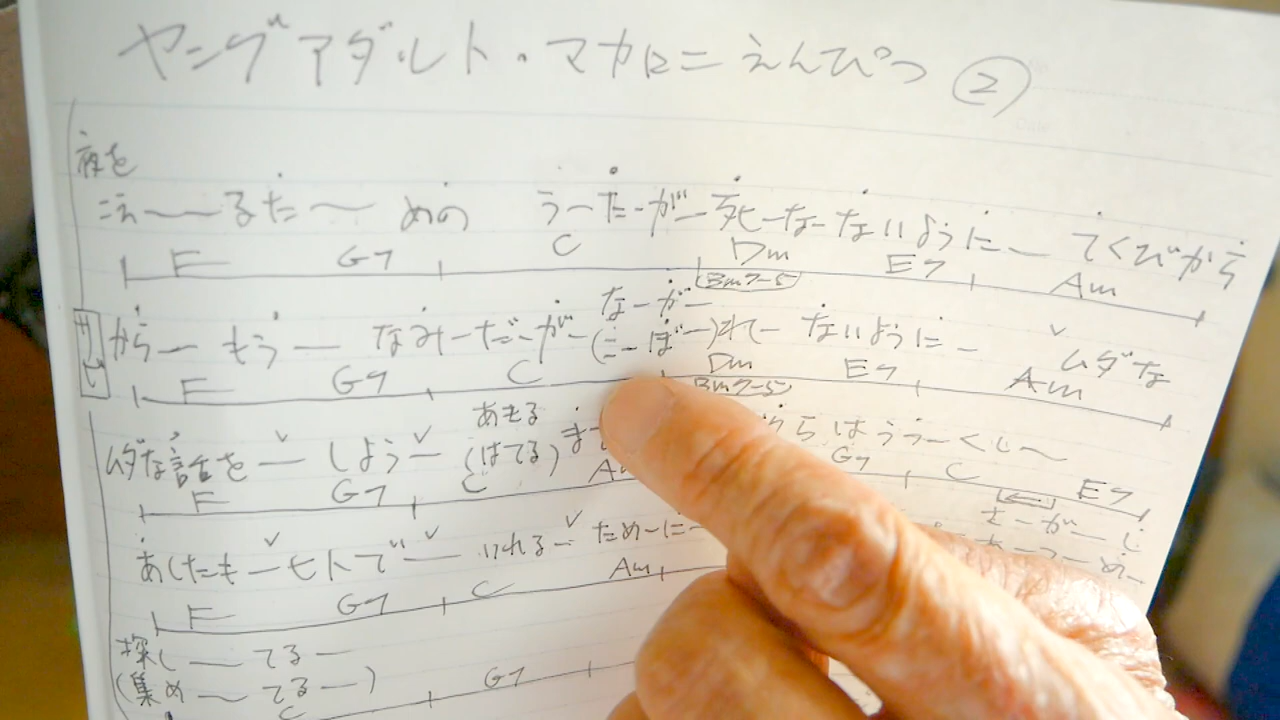 ヤングアダルト・マカロニえんぴつ ②
夜を
こえーーるたーめの うーたーがー死ーなーないようにー てくびから
F G7 C Dm E7 Am
Bm7-5
サビ
なーがー
からー もうー なみーだーがー(こーぼー)れーないようにー ムダな
F G7 C Dm E7 Am
Bm7-5
あまる
ムダな話をーしようー(はてる)
F G7 C G7 C E7
さーがーし
あしたもーヒトでーいれるーためーにー あーつーめー
F G7 C Am
探しーてるー
(集めーてるー)
G7
C